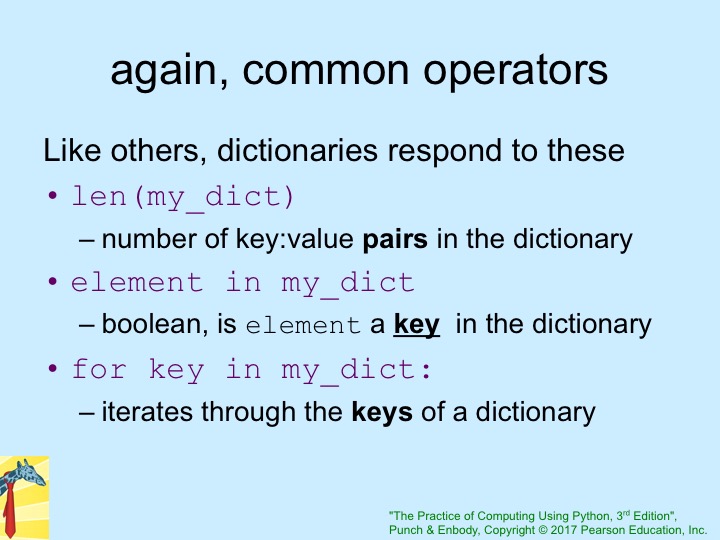 again, common operators
Like others, dictionaries respond to these
• len(my_dict)
– number of key:value pairs in the dictionary
• element in my_dict
– boolean, is element a key in the dictionary
• for key in my_dict:
– iterates through the keys of a dictionary
"The Practice of Computing Using Python, 3rd Edition",
Punch & Enbody, Copyright © 2017 Pearson Education, Inc.